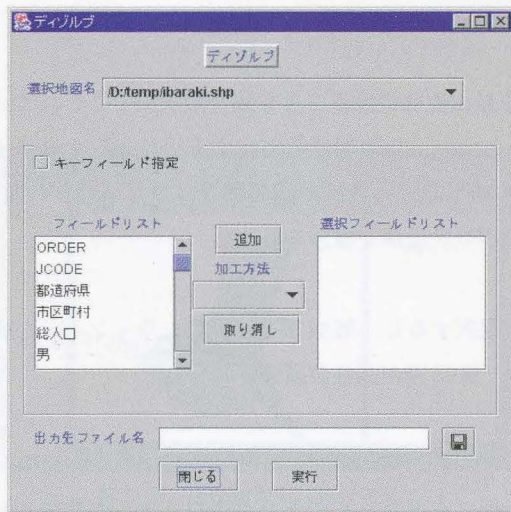 ディゾルブ
ディゾルブ
選択地図名 /D:/temp/ibaraki.shp
キーフィールド指定
フィールドリスト
選択フィールドリスト
ORDER
JCODE
都道府県
市区町村
総人口
男
追加
加工方法
取り消し
出力先ファイル名
閉じる
実行